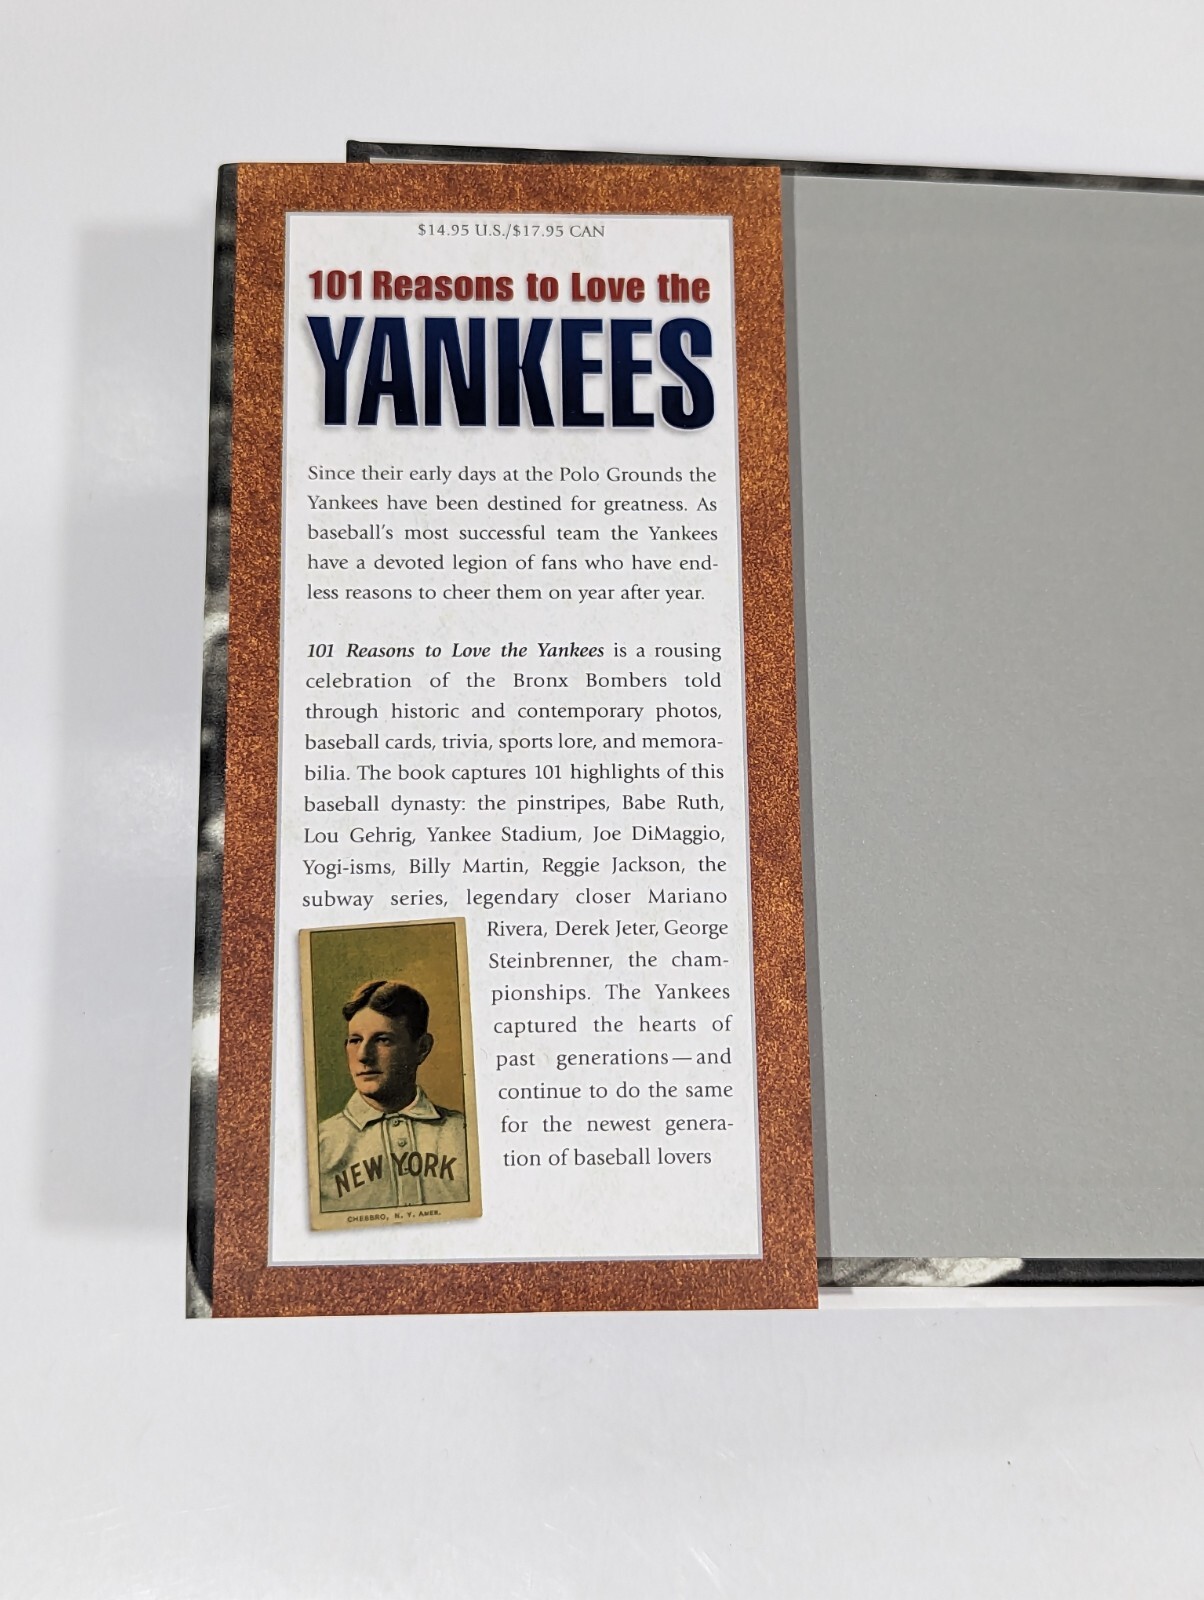 $14.95 U.S./$17.95 CAN
101 Reasons to Love the
YANKEES
Since their early days at the Polo Grounds the
Yankees have been destined for greatness. As
baseball's most successful team the Yankees
have a devoted legion of fans who have end-
less reasons to cheer them on year after year.
101 Reasons to Love the Yankees is a rousing
celebration of the Bronx Bombers told
through historic and contemporary photos,
baseball cards, trivia, sports lore, and memora-
bilia. The book captures 101 highlights of this
baseball dynasty: the pinstripes, Babe Ruth,
Lou Gehrig, Yankee Stadium, Joe DiMaggio,
Yogi-isms, Billy Martin, Reggie Jackson, the
subway series, legendary closer Mariano
Rivera, Derek Jeter, George
Steinbrenner, the cham-
pionships. The Yankees
captured the hearts of
past generations—and
continue to do the same
for the newest genera-
tion of baseball lovers
NEW YORK
CHESBRO, N. Y. AMER.